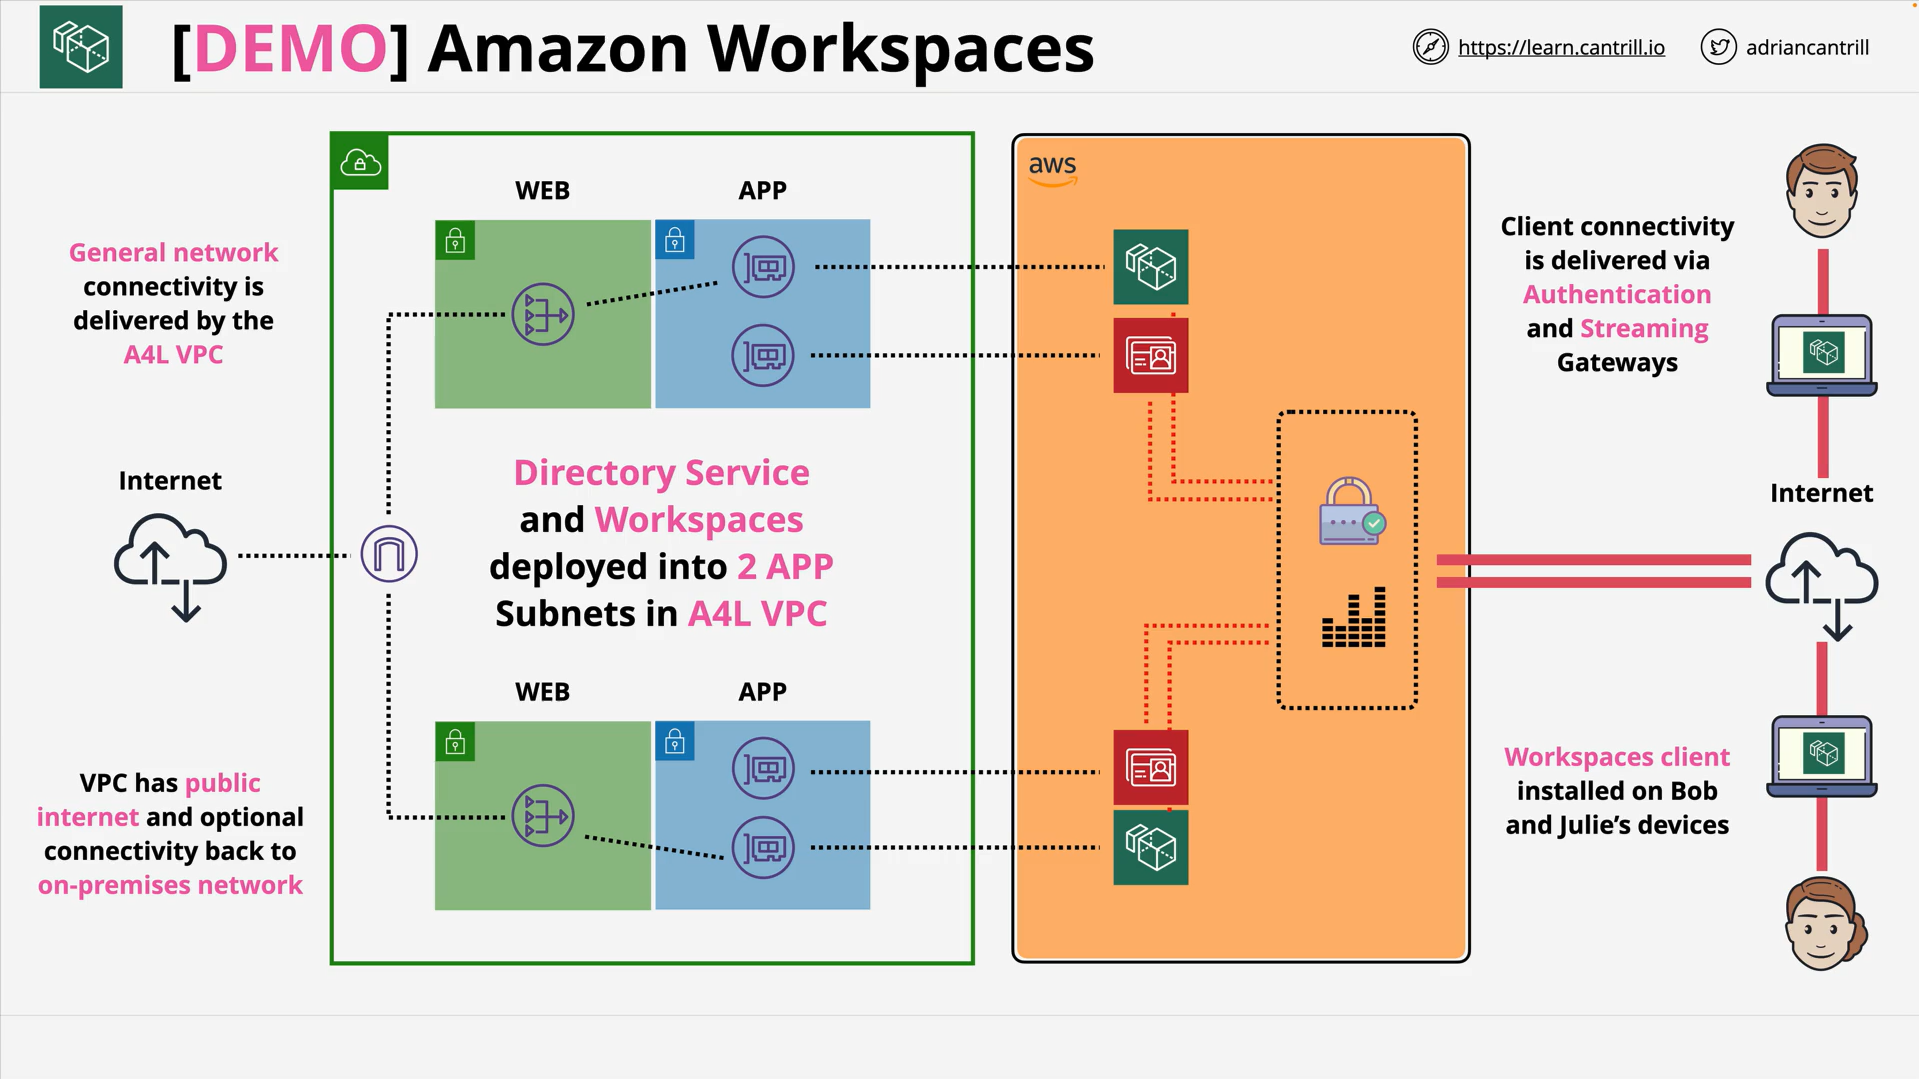 [DEMO] Amazon Workspaces
https://learn.cantrill.io
adriancantrill
General network
connectivity is
delivered by the
A4L VPC
Internet
VPC has public
internet and optional
connectivity back to
on-premises network
WEB
APP
Directory Service
and Workspaces
deployed into 2 APP
Subnets in A4L VPC
WEB
APP
aws
Client connectivity
is delivered via
Authentication
and Streaming
Gateways
Internet
Workspaces client
installed on Bob
and Julie’s devices